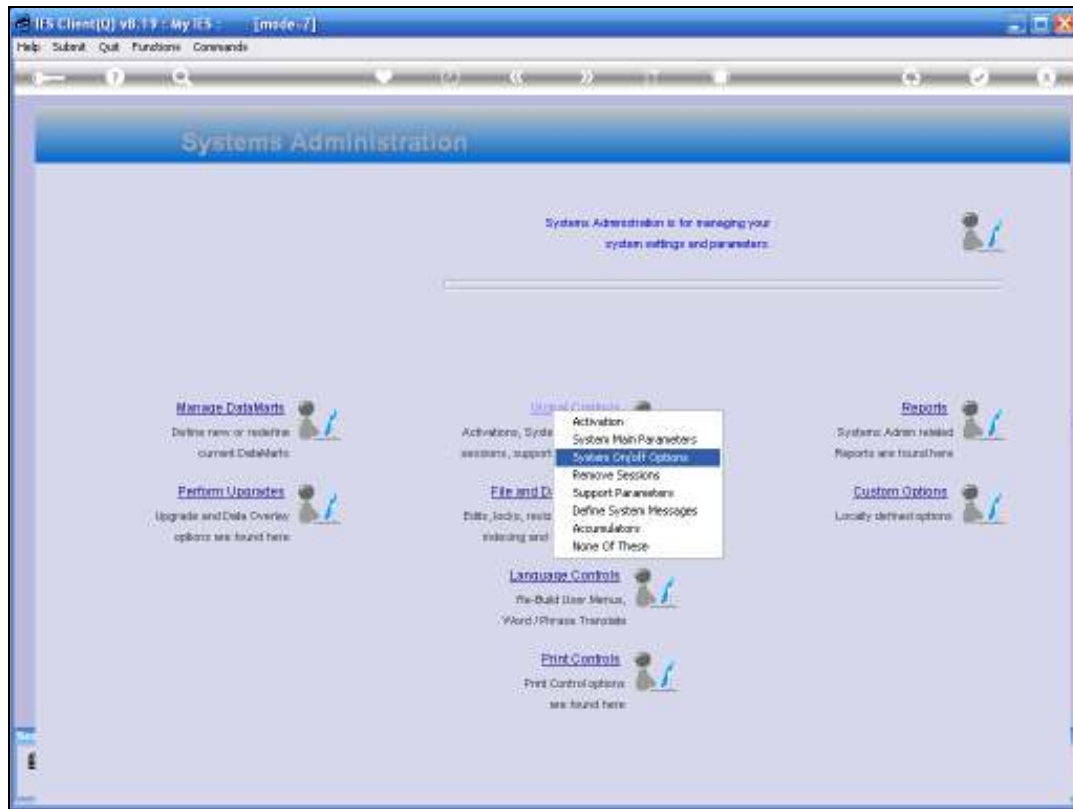 IES Client(Q) v8.19 : My IES : [mode-7]
Help Submit Quit Functions Commands
Systems Administration
Systems Administration is for managing your
system settings and parameters
Manage DataMarts
Define new or redefine
current DataMarts
Perform Upgrades
Upgrade and Data Overlay
options are found here
Activations, Syste
sessions, support
Activation
System Main Parameters
System On/off Options
Remove Sessions
Support Parameters
Define System Messages
Accumulators
None Of These
File and D
indexing and
Language Controls
Re-Build User Menus,
Word / Phrase Translate
Print Controls
Print Control options
are found here
Reports
Systems Admin related
Reports are found here
Custom Options
Locally defined options